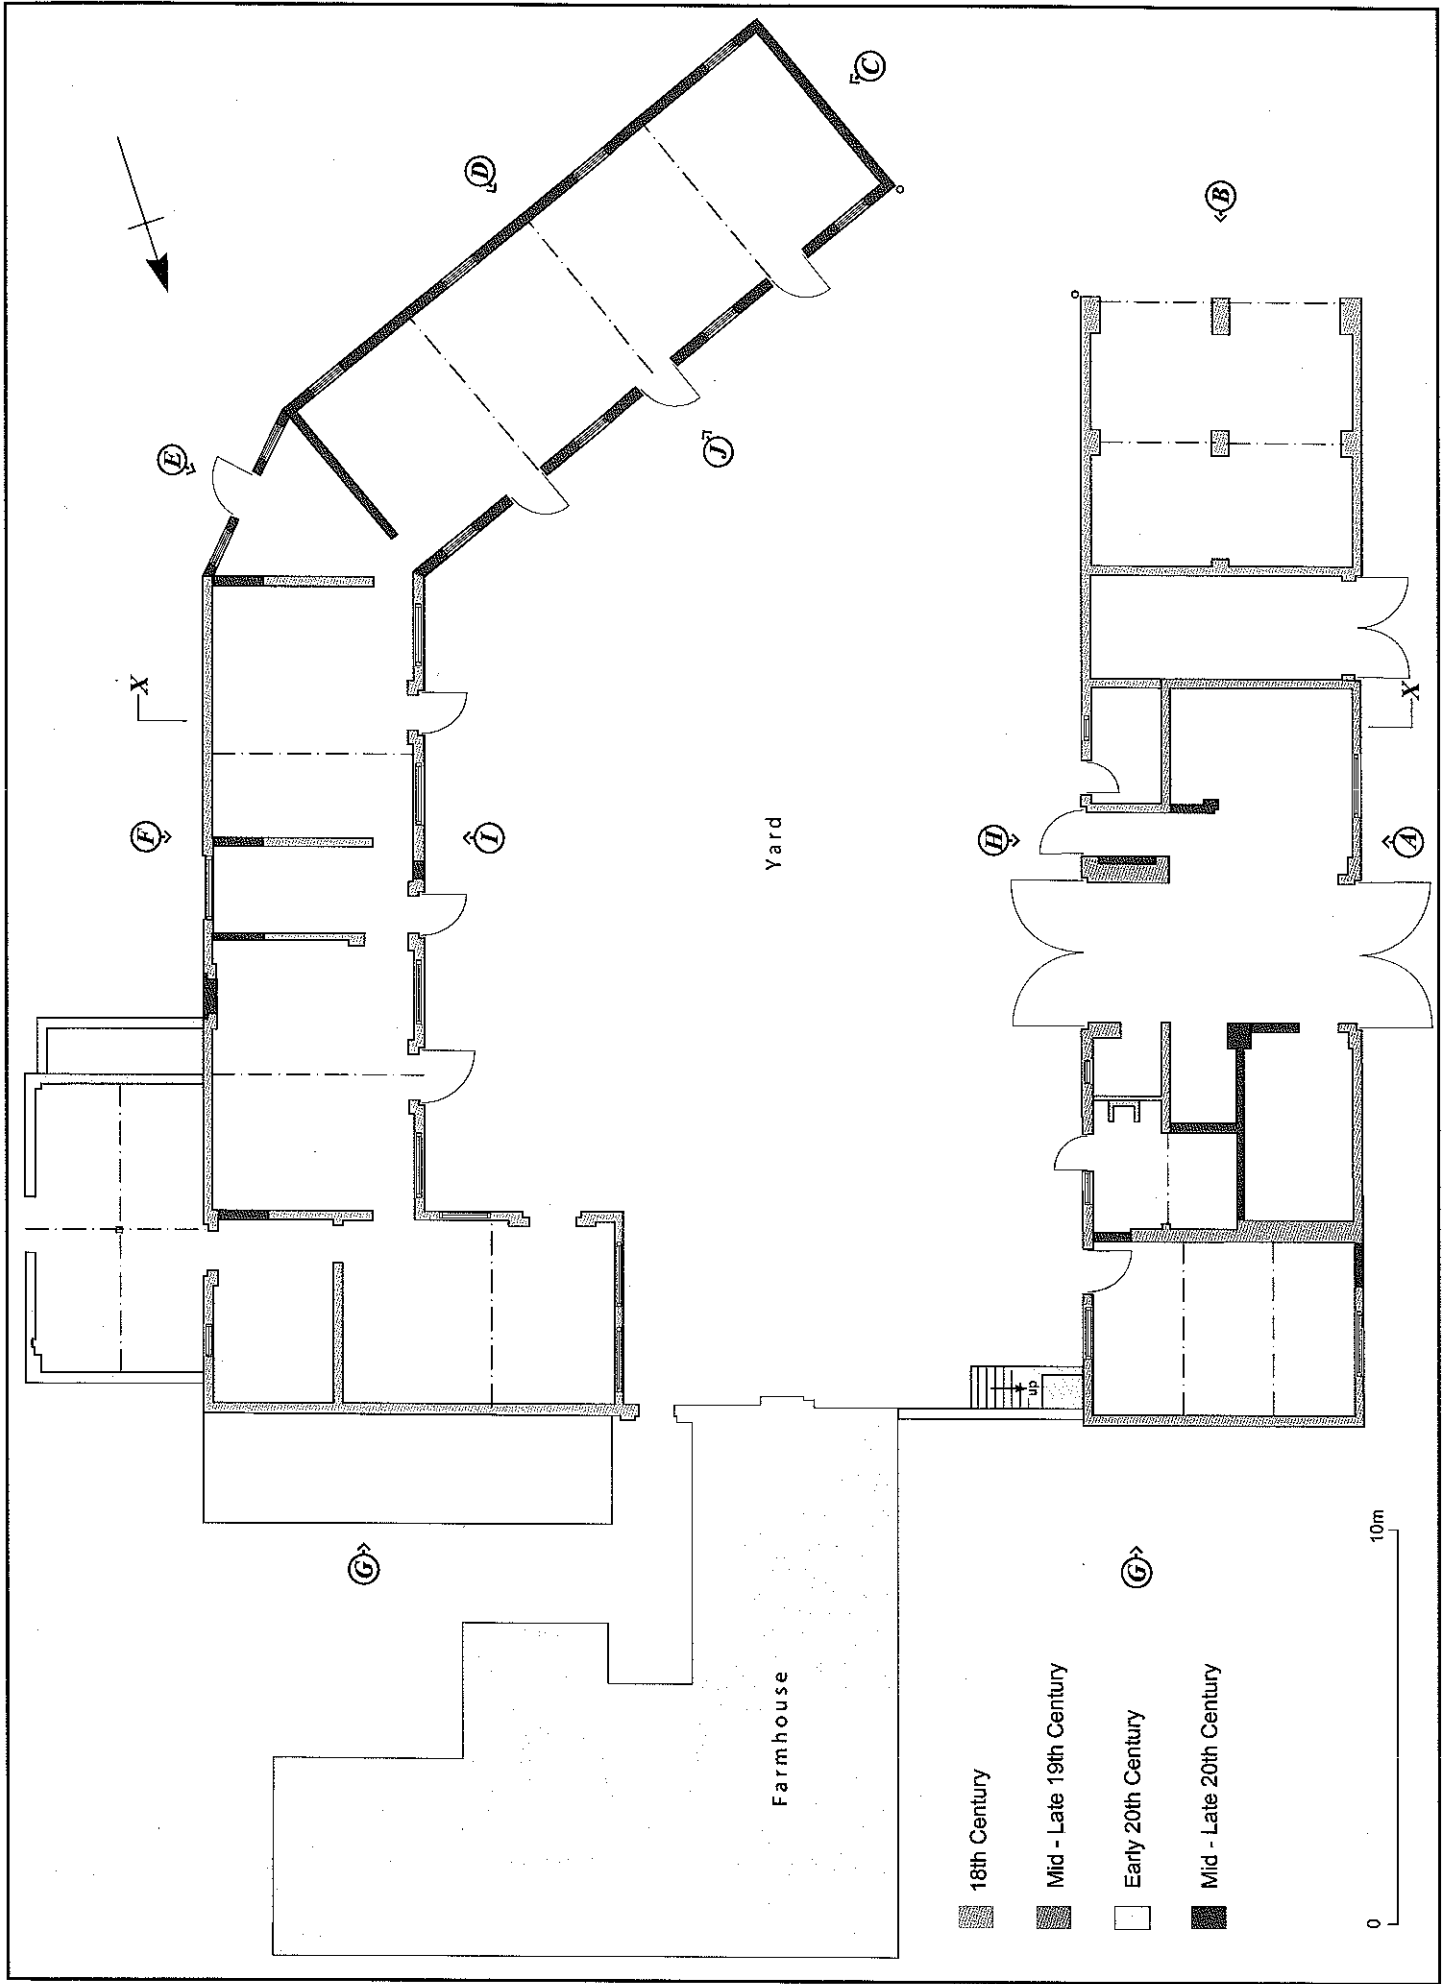 C
D
B
E
J
X
F
I
Yard
H
A
X
up
G
G
Farmhouse
18th Century
Mid - Late 19th Century
Early 20th Century
Mid - Late 20th Century
0
10m